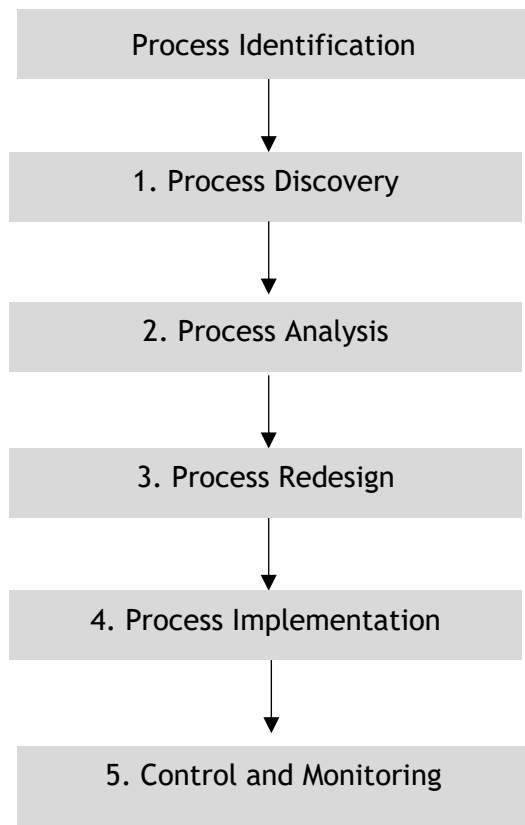 Process Identification
1. Process Discovery
2. Process Analysis
3. Process Redesign
4. Process Implementation
5. Control and Monitoring